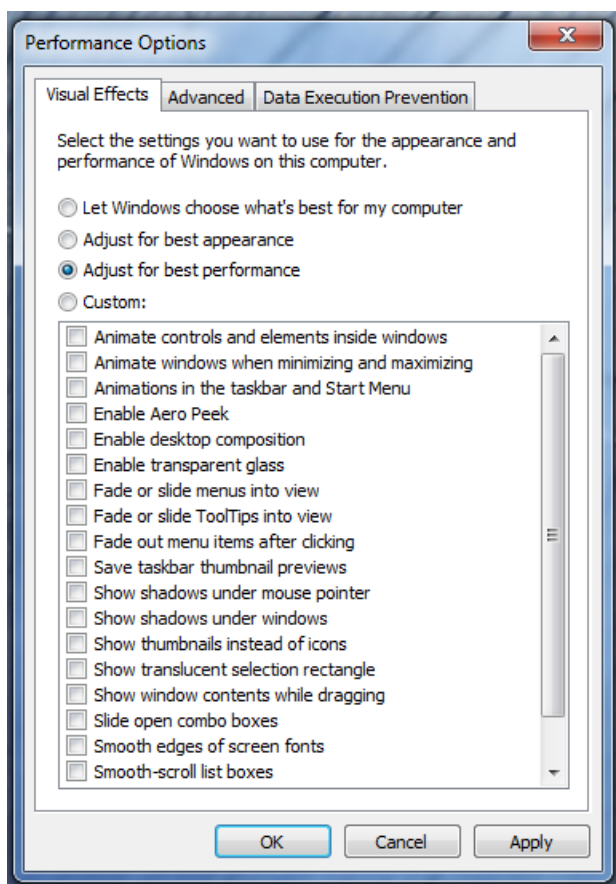 Performance Options
Visual Effects Advanced Data Execution Prevention
Select the settings you want to use for the appearance and
performance of Windows on this computer.
Let Windows choose what's best for my computer
Adjust for best appearance
Adjust for best performance
Custom:
Animate controls and elements inside windows
Animate windows when minimizing and maximizing
Animations in the taskbar and Start Menu
Enable Aero Peek
Enable desktop composition
Enable transparent glass
Fade or slide menus into view
Fade or slide ToolTips into view
Fade out menu items after clicking
Save taskbar thumbnail previews
Show shadows under mouse pointer
Show shadows under windows
Show thumbnails instead of icons
Show translucent selection rectangle
Show window contents while dragging
Slide open combo boxes
Smooth edges of screen fonts
Smooth-scroll list boxes
OK Cancel Apply